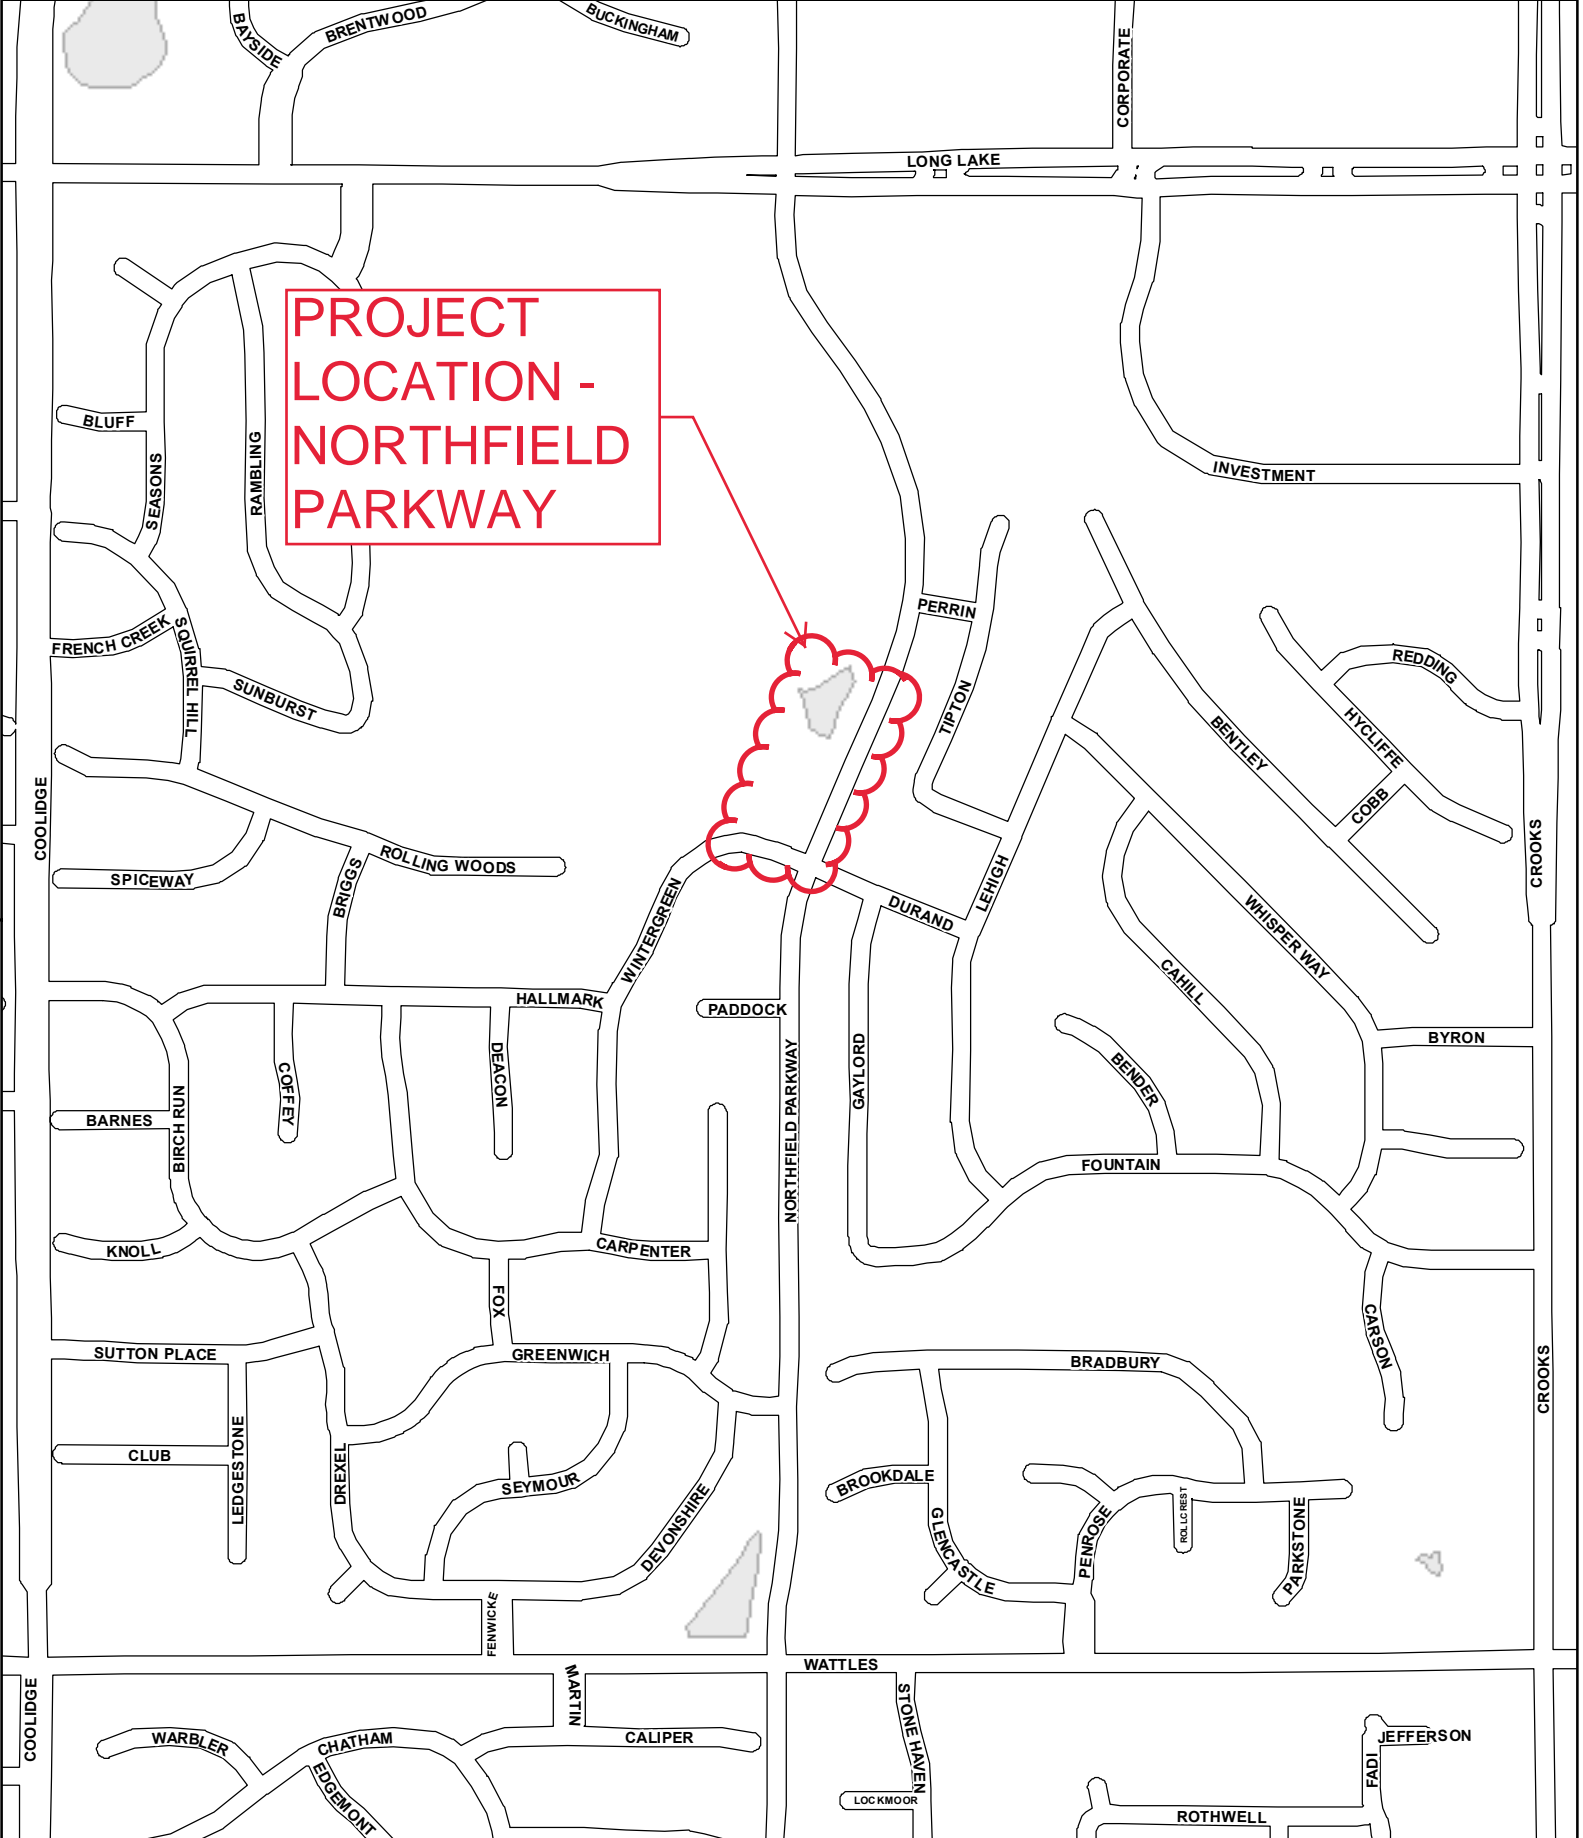 BAYSIDE
BRENTWOOD
BUCKINGHAM
CORPORATE
LONG LAKE
PROJECT
LOCATION -
NORTHFIELD
PARKWAY
BLUFF
SEASONS
RAMBLING
INVESTMENT
FRENCH CREEK
SQUIRREL HILL
SUNBURST
PERRIN
TIPTON
REDDING
HYCLIFFE
BENTLEY
COBB
COOLIDGE
CROOKS
SPICEWAY
BRIGGS
ROLLING WOODS
WINTERGREEN
DURAND
LEHIGH
WHISPER WAY
CAHILL
HALLMARK
PADDOCK
BYRON
COFFEY
DEACON
NORTHFIELD PARKWAY
GAYLORD
BENDER
BARNES
BIRCH RUN
FOUNTAIN
KNOLL
CARPENTER
FOX
CARSON
SUTTON PLACE
GREENWICH
BRADBURY
CROOKS
CLUB
LEDGESTONE
DREXEL
SEYMOUR
DEVONSHIRE
BROOKDALE
GLENCASTLE
PENROSE
ROLLCREST
PARKSTONE
FENWICKE
WATTLES
COOLIDGE
MARTIN
STONE HAVEN
WARBLER
CHATHAM
CALIPER
EDGEMONT
LOCKMOOR
JEFFERSON
FADI
ROTHWELL